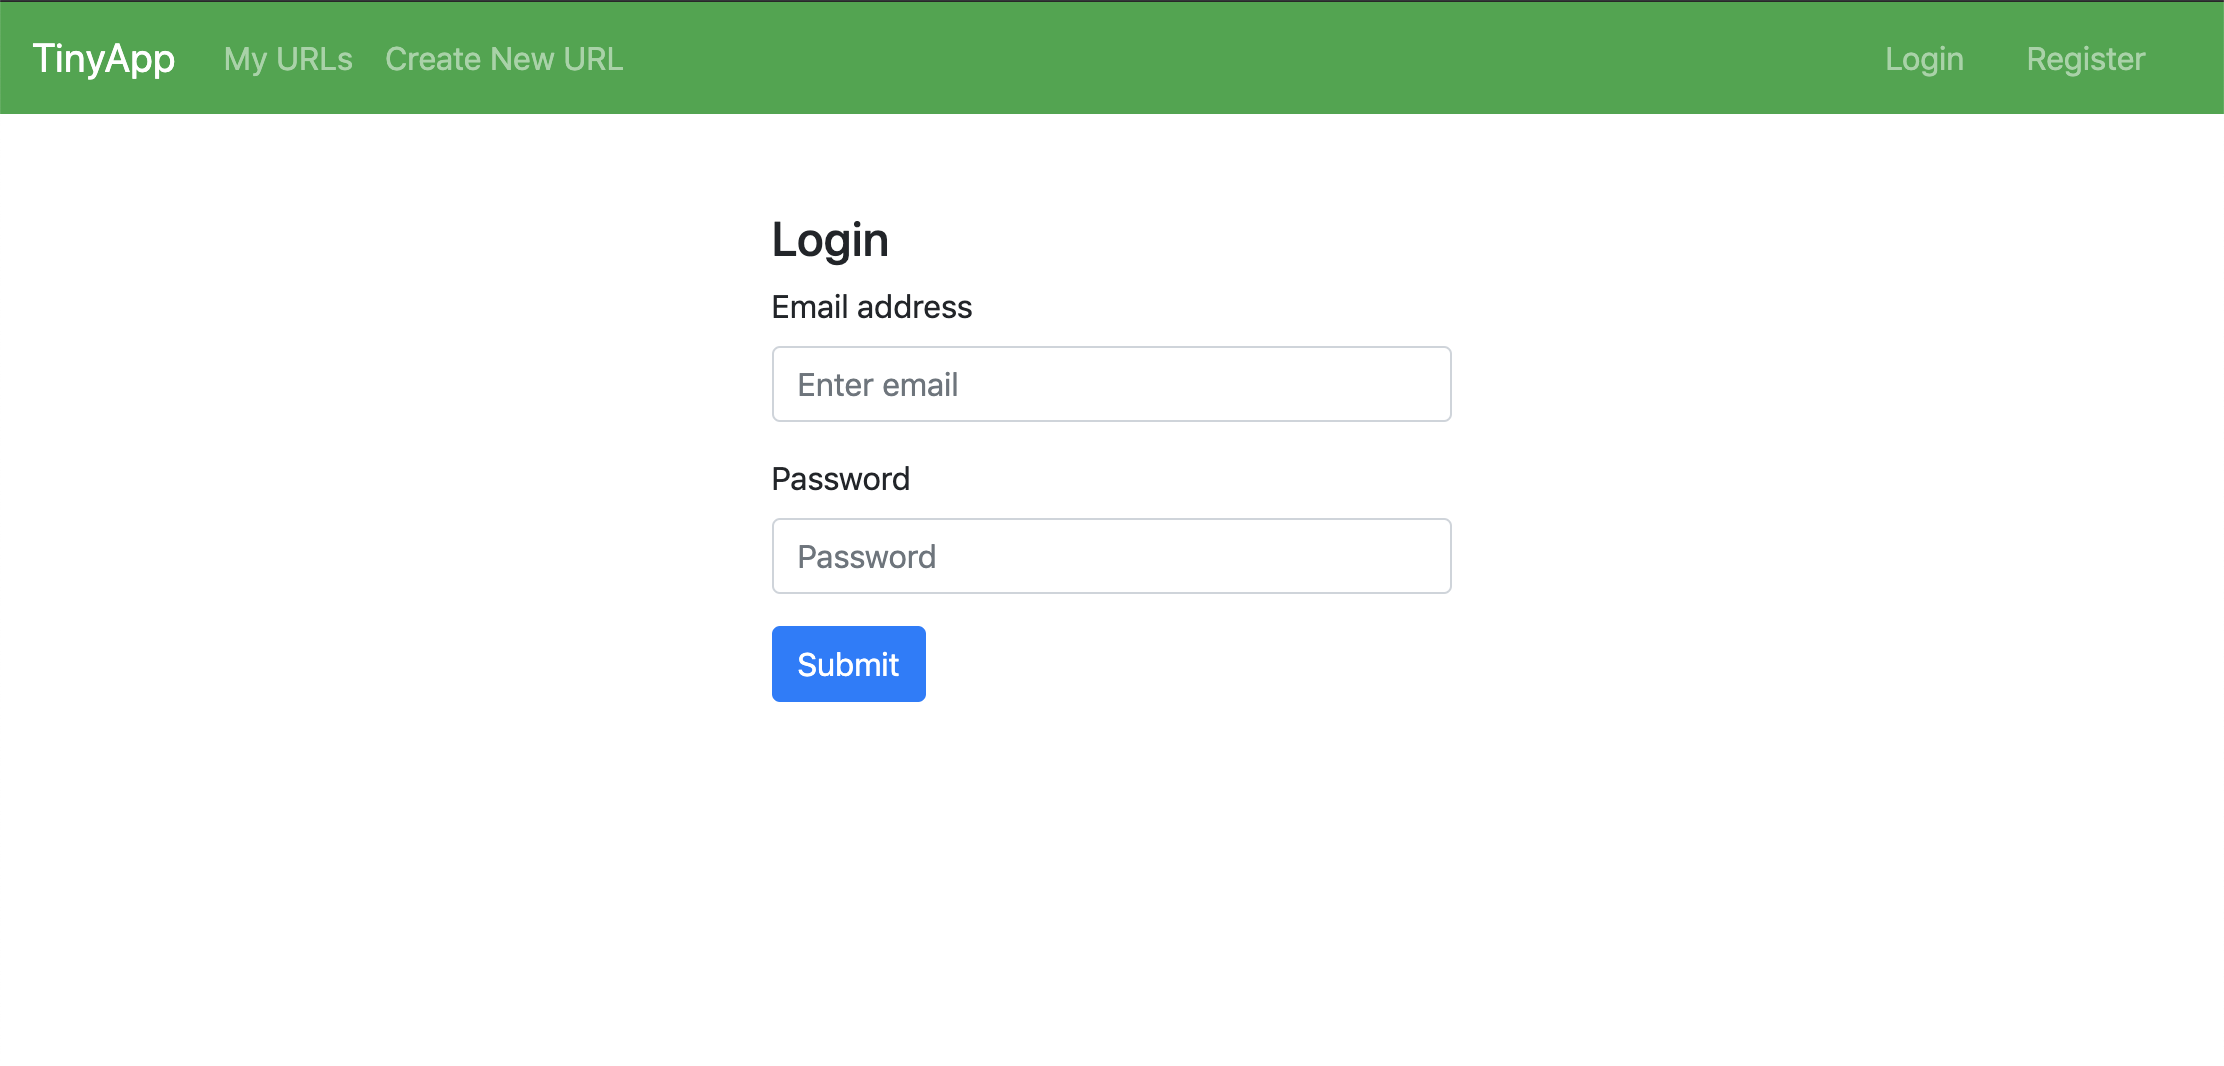 TinyApp My URLs Create New URL Login Register
Login
Email address
Enter email
Password
Password
Submit